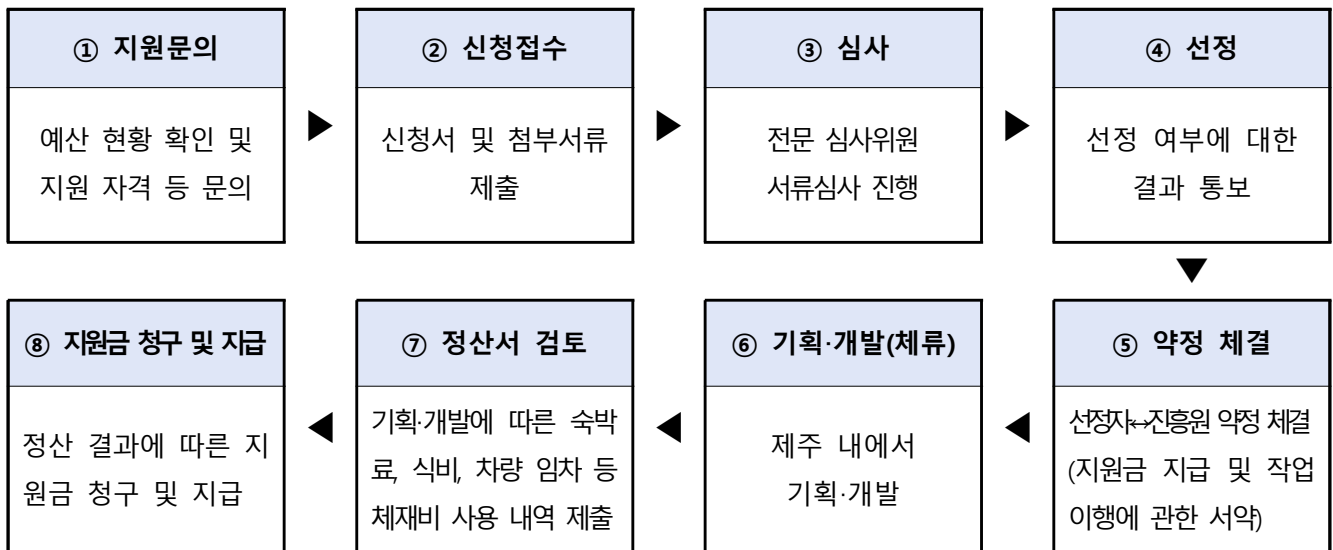 ① 지원문의
예산 현황 확인 및
지원 자격 등 문의
② 신청접수
신청서 및 첨부서류
제출
③ 심사
전문 심사위원
서류심사 진행
④ 선정
선정 여부에 대한
결과 통보
⑤ 약정 체결
선정자↔진흥원 약정 체결
(지원금 지급 및 작업
이행에 관한 서약)
⑥ 기획·개발(체류)
제주 내에서
기획·개발
⑦ 정산서 검토
기획·개발에 따른 숙박
료, 식비, 차량 임차 등
체재비 사용 내역 제출
⑧ 지원금 청구 및 지급
정산 결과에 따른 지
원금 청구 및 지급